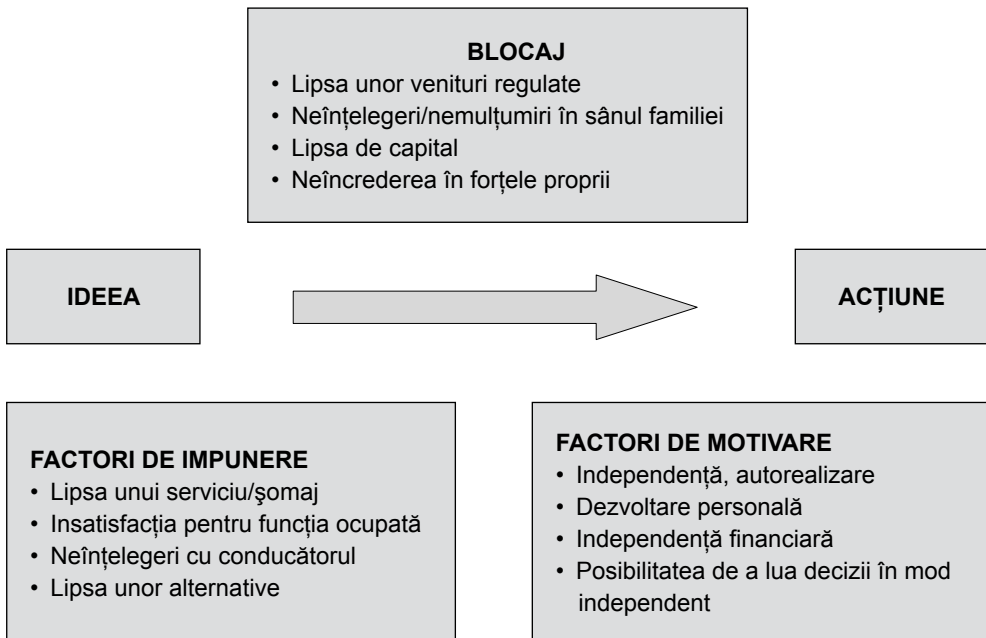 BLOCAJ
• Lipsa unor venituri regulate
• Neînțelegeri/nemulțumiri în sânul familiei
• Lipsa de capital
• Neîncrederea în forțele proprii
IDEEA
ACȚIUNE
FACTORI DE IMPUNERE
• Lipsa unui serviciu/şomaj
• Insatisfacția pentru funcția ocupată
• Neînțelegeri cu conducătorul
• Lipsa unor alternative
FACTORI DE MOTIVARE
• Independență, autorealizare
• Dezvoltare personală
• Independență financiară
• Posibilitatea de a lua decizii în mod
independent